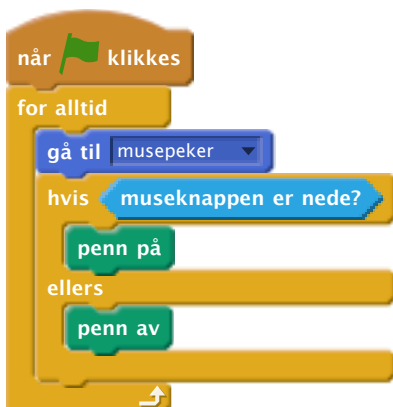 når klikkes
for alltid
gå til musepeker
hvis museknappen er nede?
penn på
ellers
penn av